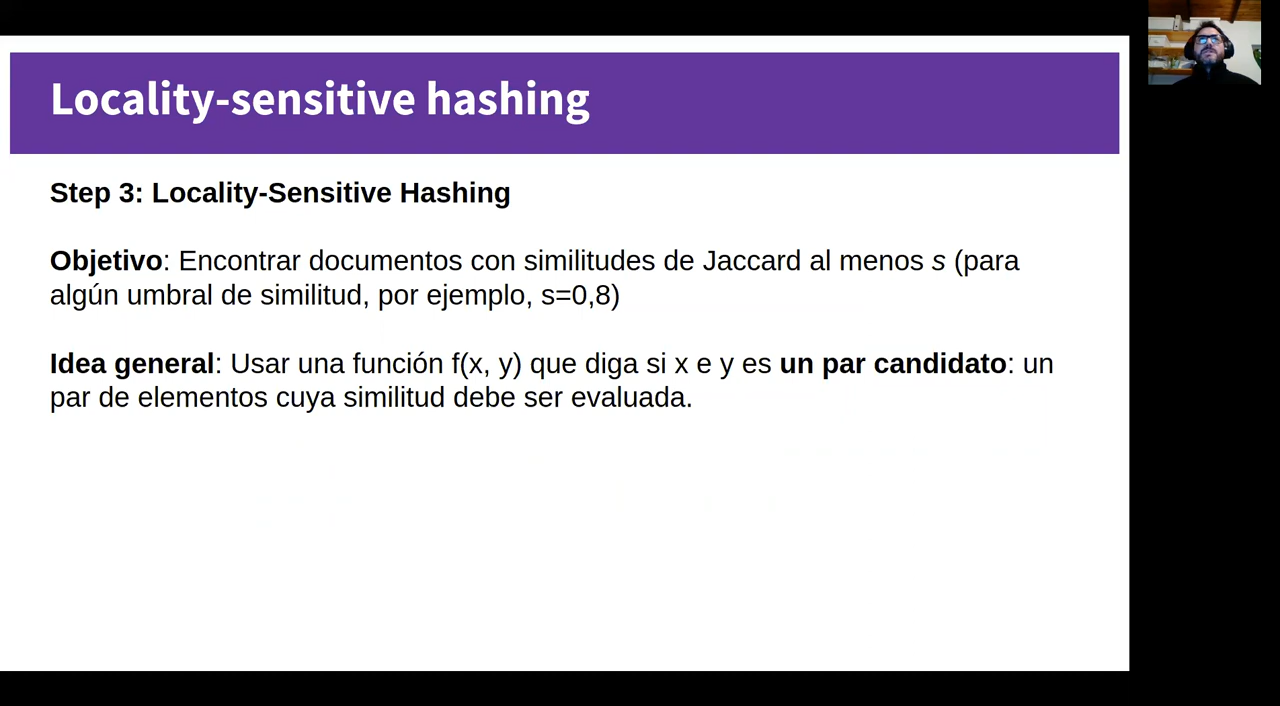 Locality-sensitive hashing
Step 3: Locality-Sensitive Hashing
Objetivo: Encontrar documentos con similitudes de Jaccard al menos s (para
algún umbral de similitud, por ejemplo, s=0,8)
Idea general: Usar una función f(x, y) que diga si x e y es un par candidato: un
par de elementos cuya similitud debe ser evaluada.